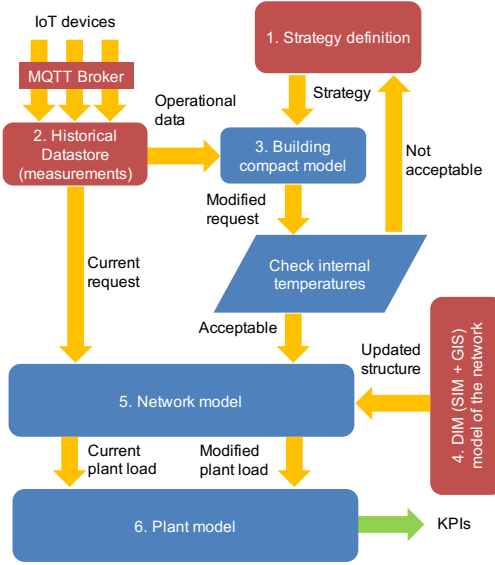 IoT devices
MQTT Broker
1. Strategy definition
Operational
data
Strategy
2. Historical
Datastore
(measurements)
3. Building
compact model
Not
acceptable
Modified
request
Current
request
Check internal
temperatures
Acceptable
Updated
structure
4. DIM (SIM + GIS)
model of the network
5. Network model
Current
plant load
Modified
plant load
6. Plant model
KPIs